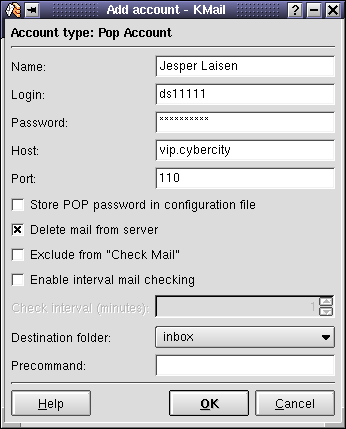 Add account - KMail
Account type: Pop Account
Name: Jesper Laisen
Login: ds11111
Password: **********
Host: vip.cybercity
Port: 110
Store POP password in configuration file
Delete mail from server
Exclude from "Check Mail"
Enable interval mail checking
Check interval (minutes): 1
Destination folder: inbox
Precommand:
Help OK Cancel